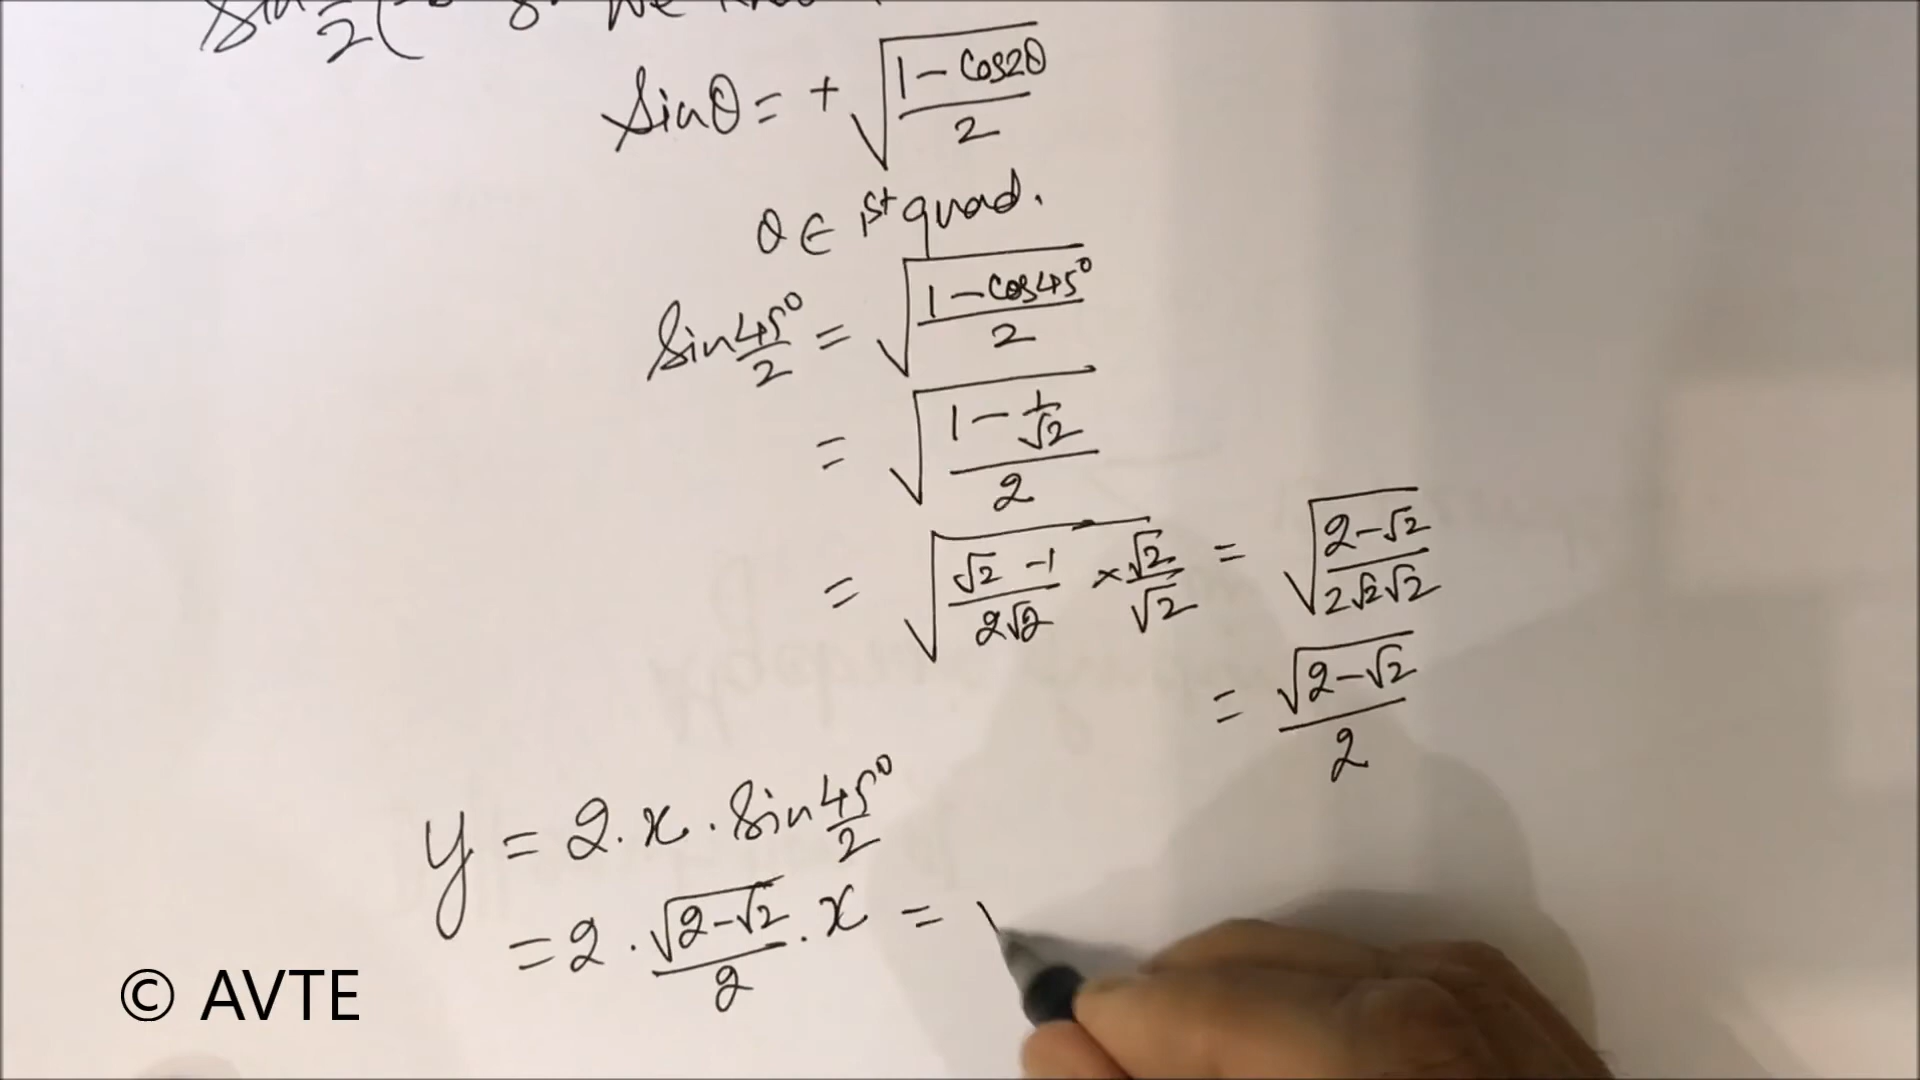 We
sinθ = + √((1 - cos2θ)/2)
θ ∈ 1st quad.
sin 45°/2 = √((1 - cos45°)/2)
= √((1 - 1/√2)/2)
= √((√2 - 1)/(2√2) × √2/√2) = √((2 - √2)/(2√2√2))
= √(2 - √2)/2
y = 2 . x . sin 45°/2
= 2 . √(2 - √2)/2 . x =
© AVTE